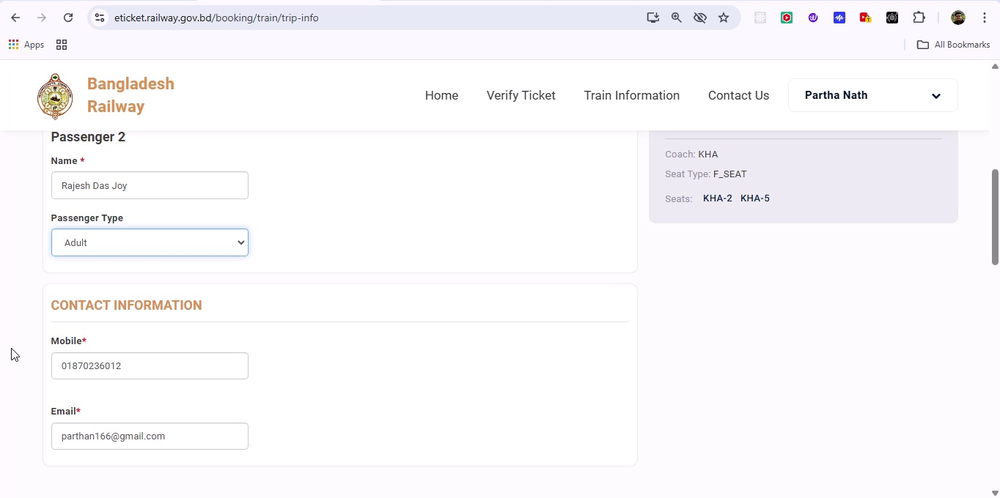 eticket.railway.gov.bd/booking/train/trip-info
Apps
All Bookmarks
Bangladesh
Railway
Home
Verify Ticket
Train Information
Contact Us
Partha Nath
Passenger 2
Name *
Rajesh Das Joy
Passenger Type
Adult
Coach: KHA
Seat Type: F_SEAT
Seats: KHA-2 KHA-5
CONTACT INFORMATION
Mobile*
01870236012
Email*
parthan166@gmail.com